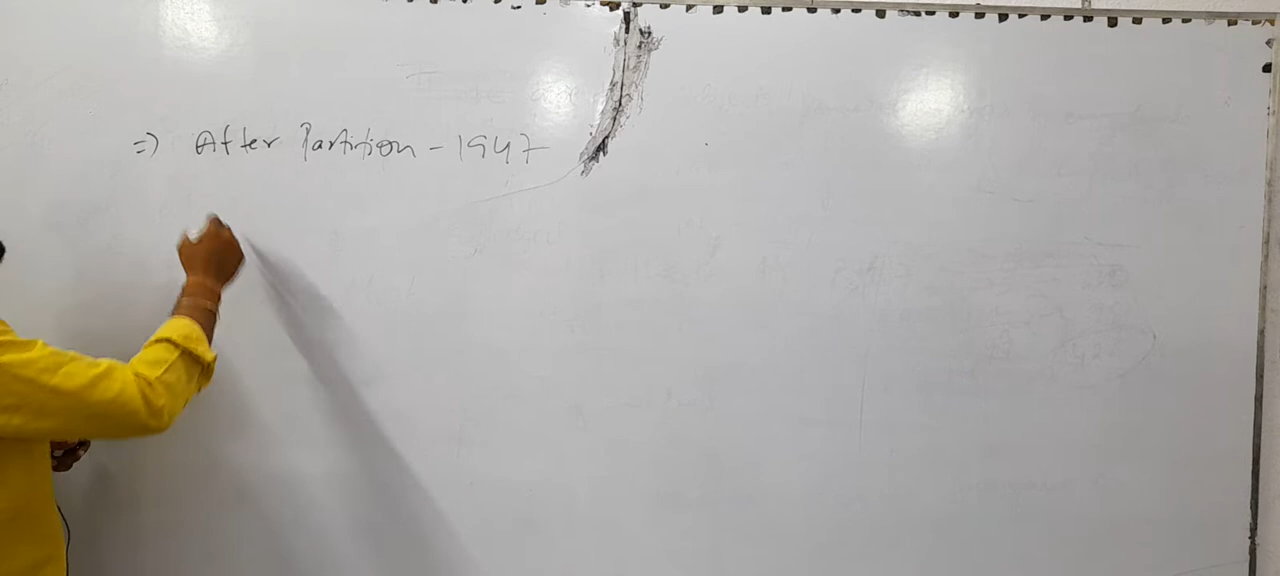 => After Partition - 1947